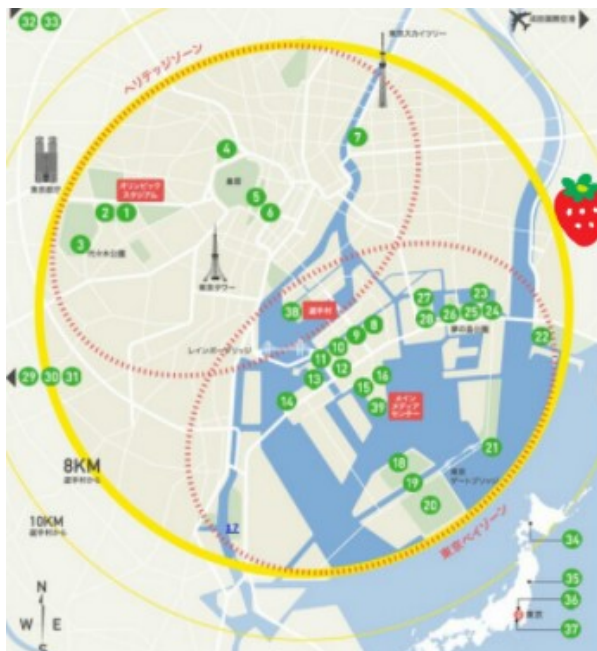 32 33
成田国際空港
東京スカイツリー
ヘリテッジゾーン
7
4
東京都庁
オリンピック
スタジアム
皇居
5
6
2 1
3
代々木公園
東京タワー
38
選手村
27
23
28 26 25 24
夢の島公園
22
レインボーブリッジ
8
9
10
11
12
13
16
15
14
39
メイン
メディア
センター
29 30 31
8KM
選手村から
10KM
選手村から
21
18
東京
ゲートブリッジ
19
20
17
東京ベイゾーン
34
35
36
東京
37
N
W E
S